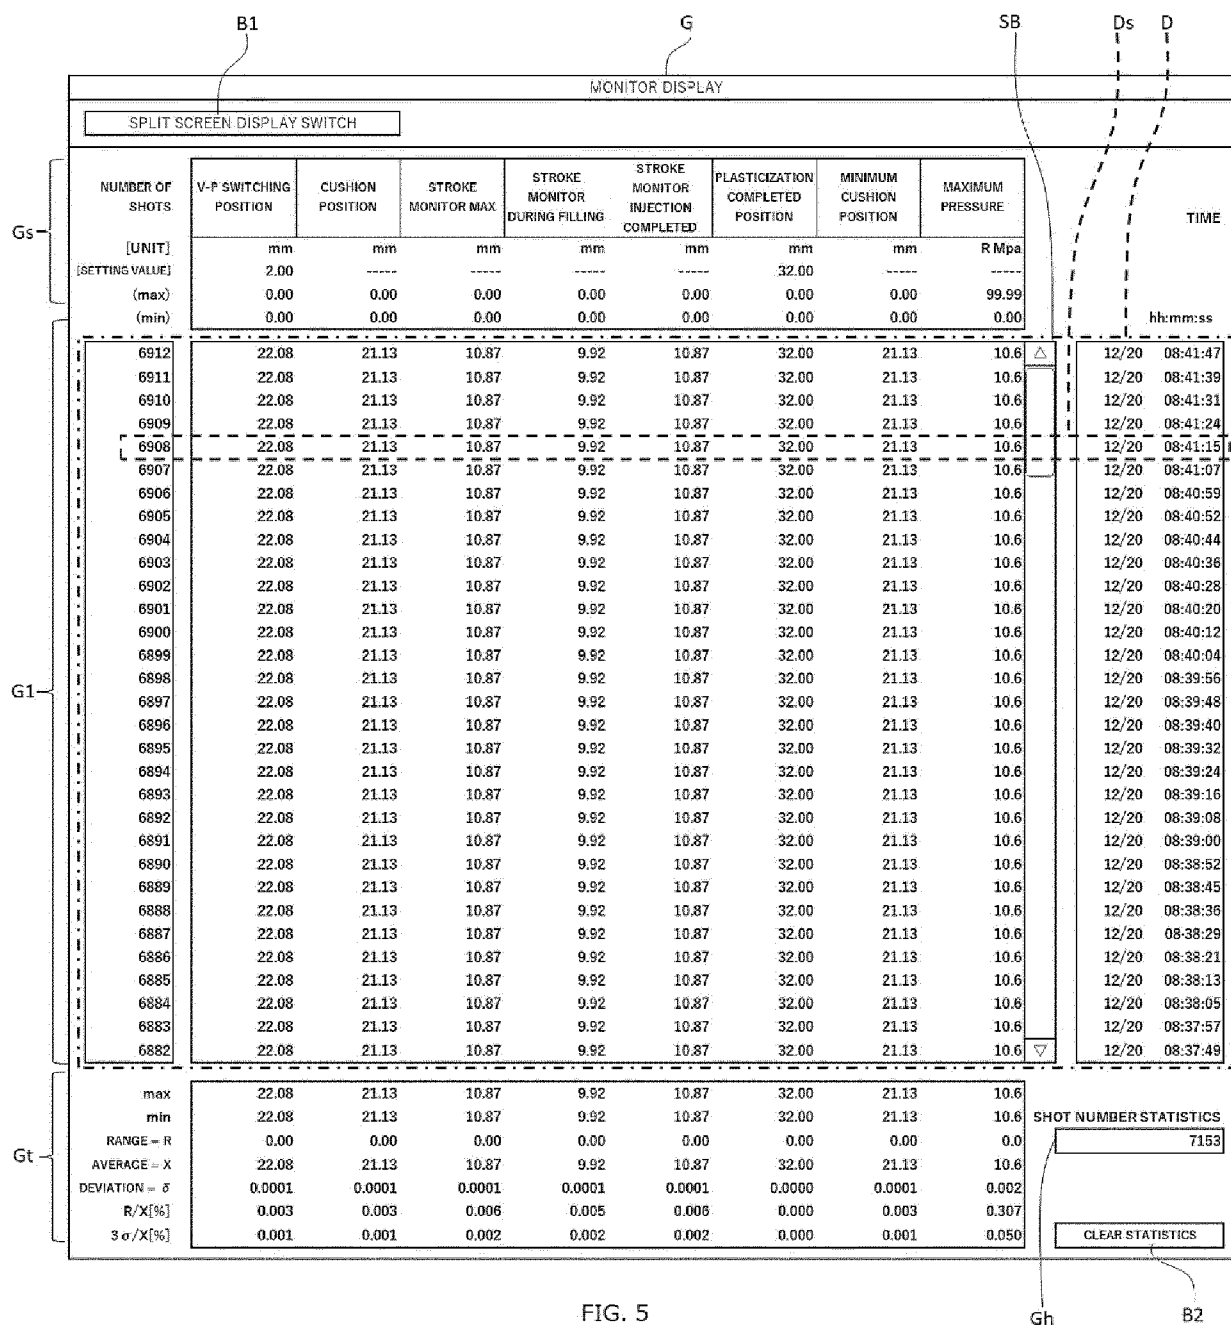 B1 G SB Ds D
MONITOR DISPLAY
SPLIT SCREEN DISPLAY SWITCH
NUMBER OF SHOTS V-P SWITCHING POSITION CUSHION POSITION STROKE MONITOR MAX STROKE MONITOR DURING FILLING STROKE MONITOR INJECTION COMPLETED PLASTICIZATION COMPLETED POSITION MINIMUM CUSHION POSITION MAXIMUM PRESSURE TIME
Gs
[UNIT] mm mm mm mm mm mm mm R Mpa
[SETTING VALUE] 2.00 ----- ----- ----- ----- 32.00 ----- -----
(max) 0.00 0.00 0.00 0.00 0.00 0.00 0.00 99.99
(min) 0.00 0.00 0.00 0.00 0.00 0.00 0.00 0.00 hh:mm:ss
6912 22.08 21.13 10.87 9.92 10.87 32.00 21.13 10.6 △ 12/20 08:41:47
6911 22.08 21.13 10.87 9.92 10.87 32.00 21.13 10.6 12/20 08:41:39
6910 22.08 21.13 10.87 9.92 10.87 32.00 21.13 10.6 12/20 08:41:31
6909 22.08 21.13 10.87 9.92 10.87 32.00 21.13 10.6 12/20 08:41:24
6908 22.08 21.13 10.87 9.92 10.87 32.00 21.13 10.6 12/20 08:41:15
6907 22.08 21.13 10.87 9.92 10.87 32.00 21.13 10.6 12/20 08:41:07
6906 22.08 21.13 10.87 9.92 10.87 32.00 21.13 10.6 12/20 08:40:59
6905 22.08 21.13 10.87 9.92 10.87 32.00 21.13 10.6 12/20 08:40:52
6904 22.08 21.13 10.87 9.92 10.87 32.00 21.13 10.6 12/20 08:40:44
6903 22.08 21.13 10.87 9.92 10.87 32.00 21.13 10.6 12/20 08:40:36
6902 22.08 21.13 10.87 9.92 10.87 32.00 21.13 10.6 12/20 08:40:28
6901 22.08 21.13 10.87 9.92 10.87 32.00 21.13 10.6 12/20 08:40:20
6900 22.08 21.13 10.87 9.92 10.87 32.00 21.13 10.6 12/20 08:40:12
6899 22.08 21.13 10.87 9.92 10.87 32.00 21.13 10.6 12/20 08:40:04
6898 22.08 21.13 10.87 9.92 10.87 32.00 21.13 10.6 12/20 08:39:56
G1
6897 22.08 21.13 10.87 9.92 10.87 32.00 21.13 10.6 12/20 08:39:48
6896 22.08 21.13 10.87 9.92 10.87 32.00 21.13 10.6 12/20 08:39:40
6895 22.08 21.13 10.87 9.92 10.87 32.00 21.13 10.6 12/20 08:39:32
6894 22.08 21.13 10.87 9.92 10.87 32.00 21.13 10.6 12/20 08:39:24
6893 22.08 21.13 10.87 9.92 10.87 32.00 21.13 10.6 12/20 08:39:16
6892 22.08 21.13 10.87 9.92 10.87 32.00 21.13 10.6 12/20 08:39:08
6891 22.08 21.13 10.87 9.92 10.87 32.00 21.13 10.6 12/20 08:39:00
6890 22.08 21.13 10.87 9.92 10.87 32.00 21.13 10.6 12/20 08:38:52
6889 22.08 21.13 10.87 9.92 10.87 32.00 21.13 10.6 12/20 08:38:45
6888 22.08 21.13 10.87 9.92 10.87 32.00 21.13 10.6 12/20 08:38:36
6887 22.08 21.13 10.87 9.92 10.87 32.00 21.13 10.6 12/20 08:38:29
6886 22.08 21.13 10.87 9.92 10.87 32.00 21.13 10.6 12/20 08:38:21
6885 22.08 21.13 10.87 9.92 10.87 32.00 21.13 10.6 12/20 08:38:13
6884 22.08 21.13 10.87 9.92 10.87 32.00 21.13 10.6 12/20 08:38:05
6883 22.08 21.13 10.87 9.92 10.87 32.00 21.13 10.6 12/20 08:37:57
6882 22.08 21.13 10.87 9.92 10.87 32.00 21.13 10.6 ▽ 12/20 08:37:49
max 22.08 21.13 10.87 9.92 10.87 32.00 21.13 10.6
min 22.08 21.13 10.87 9.92 10.87 32.00 21.13 10.6 SHOT NUMBER STATISTICS
RANGE = R 0.00 0.00 0.00 0.00 0.00 0.00 0.00 0.0 7153
Gt
AVERAGE = X 22.08 21.13 10.87 9.92 10.87 32.00 21.13 10.6
DEVIATION = δ 0.0001 0.0001 0.0001 0.0001 0.0001 0.0000 0.0001 0.002
R/X[%] 0.003 0.003 0.006 0.005 0.006 0.000 0.003 0.307
3σ/X[%] 0.001 0.001 0.002 0.002 0.002 0.000 0.001 0.050 CLEAR STATISTICS
FIG. 5 Gh B2